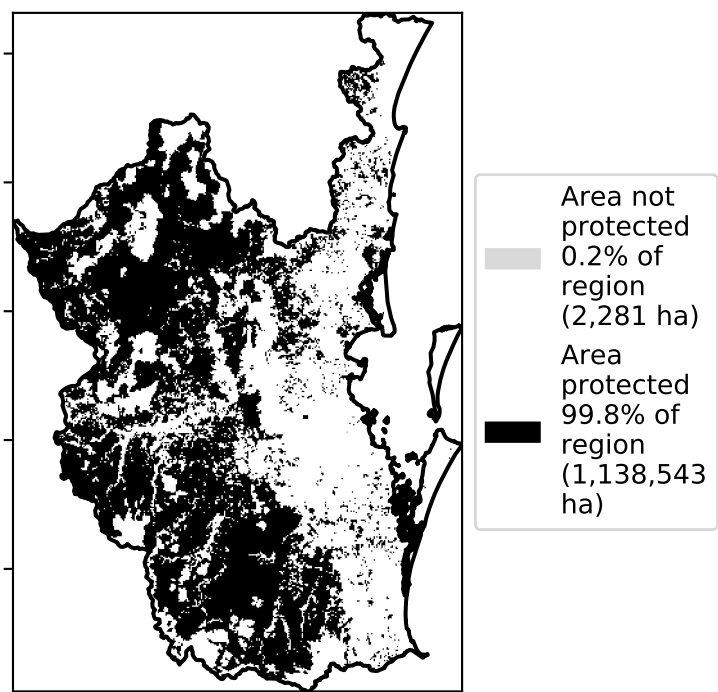 Area not
protected
0.2% of
region
(2,281 ha)
Area
protected
99.8% of
region
(1,138,543
ha)